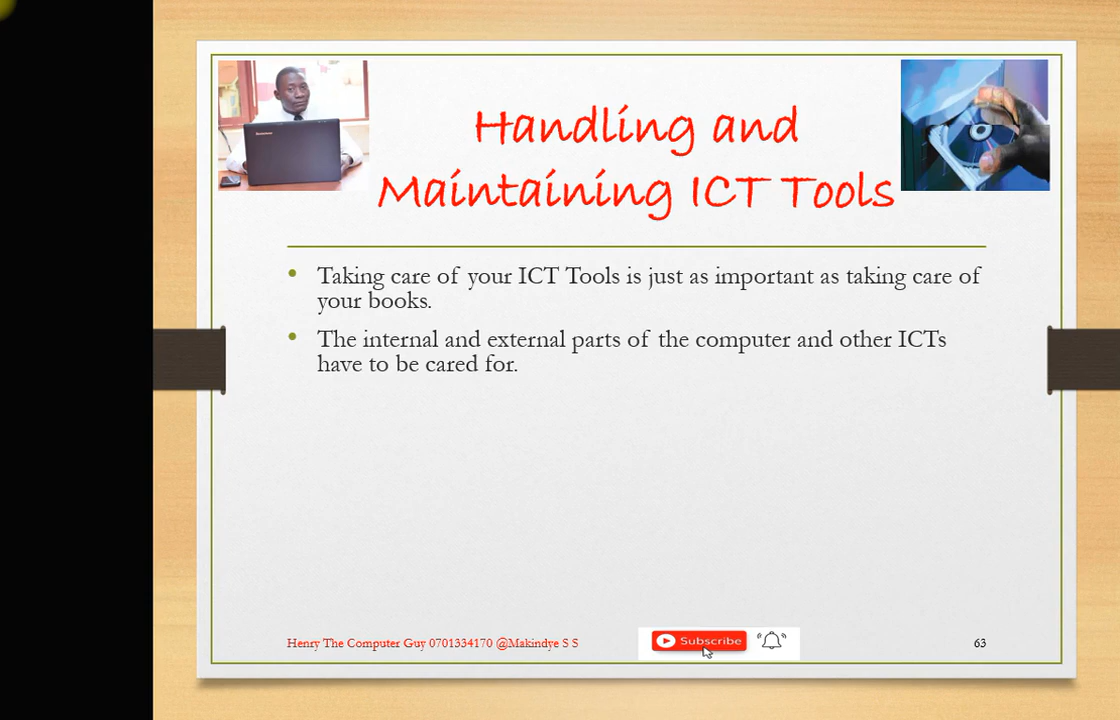 Handling and
Maintaining ICT Tools
• Taking care of your ICT Tools is just as important as taking care of
your books.
• The internal and external parts of the computer and other ICTs
have to be cared for.
Henry The Computer Guy 0701334170 @Makindye S S
Subscribe
63